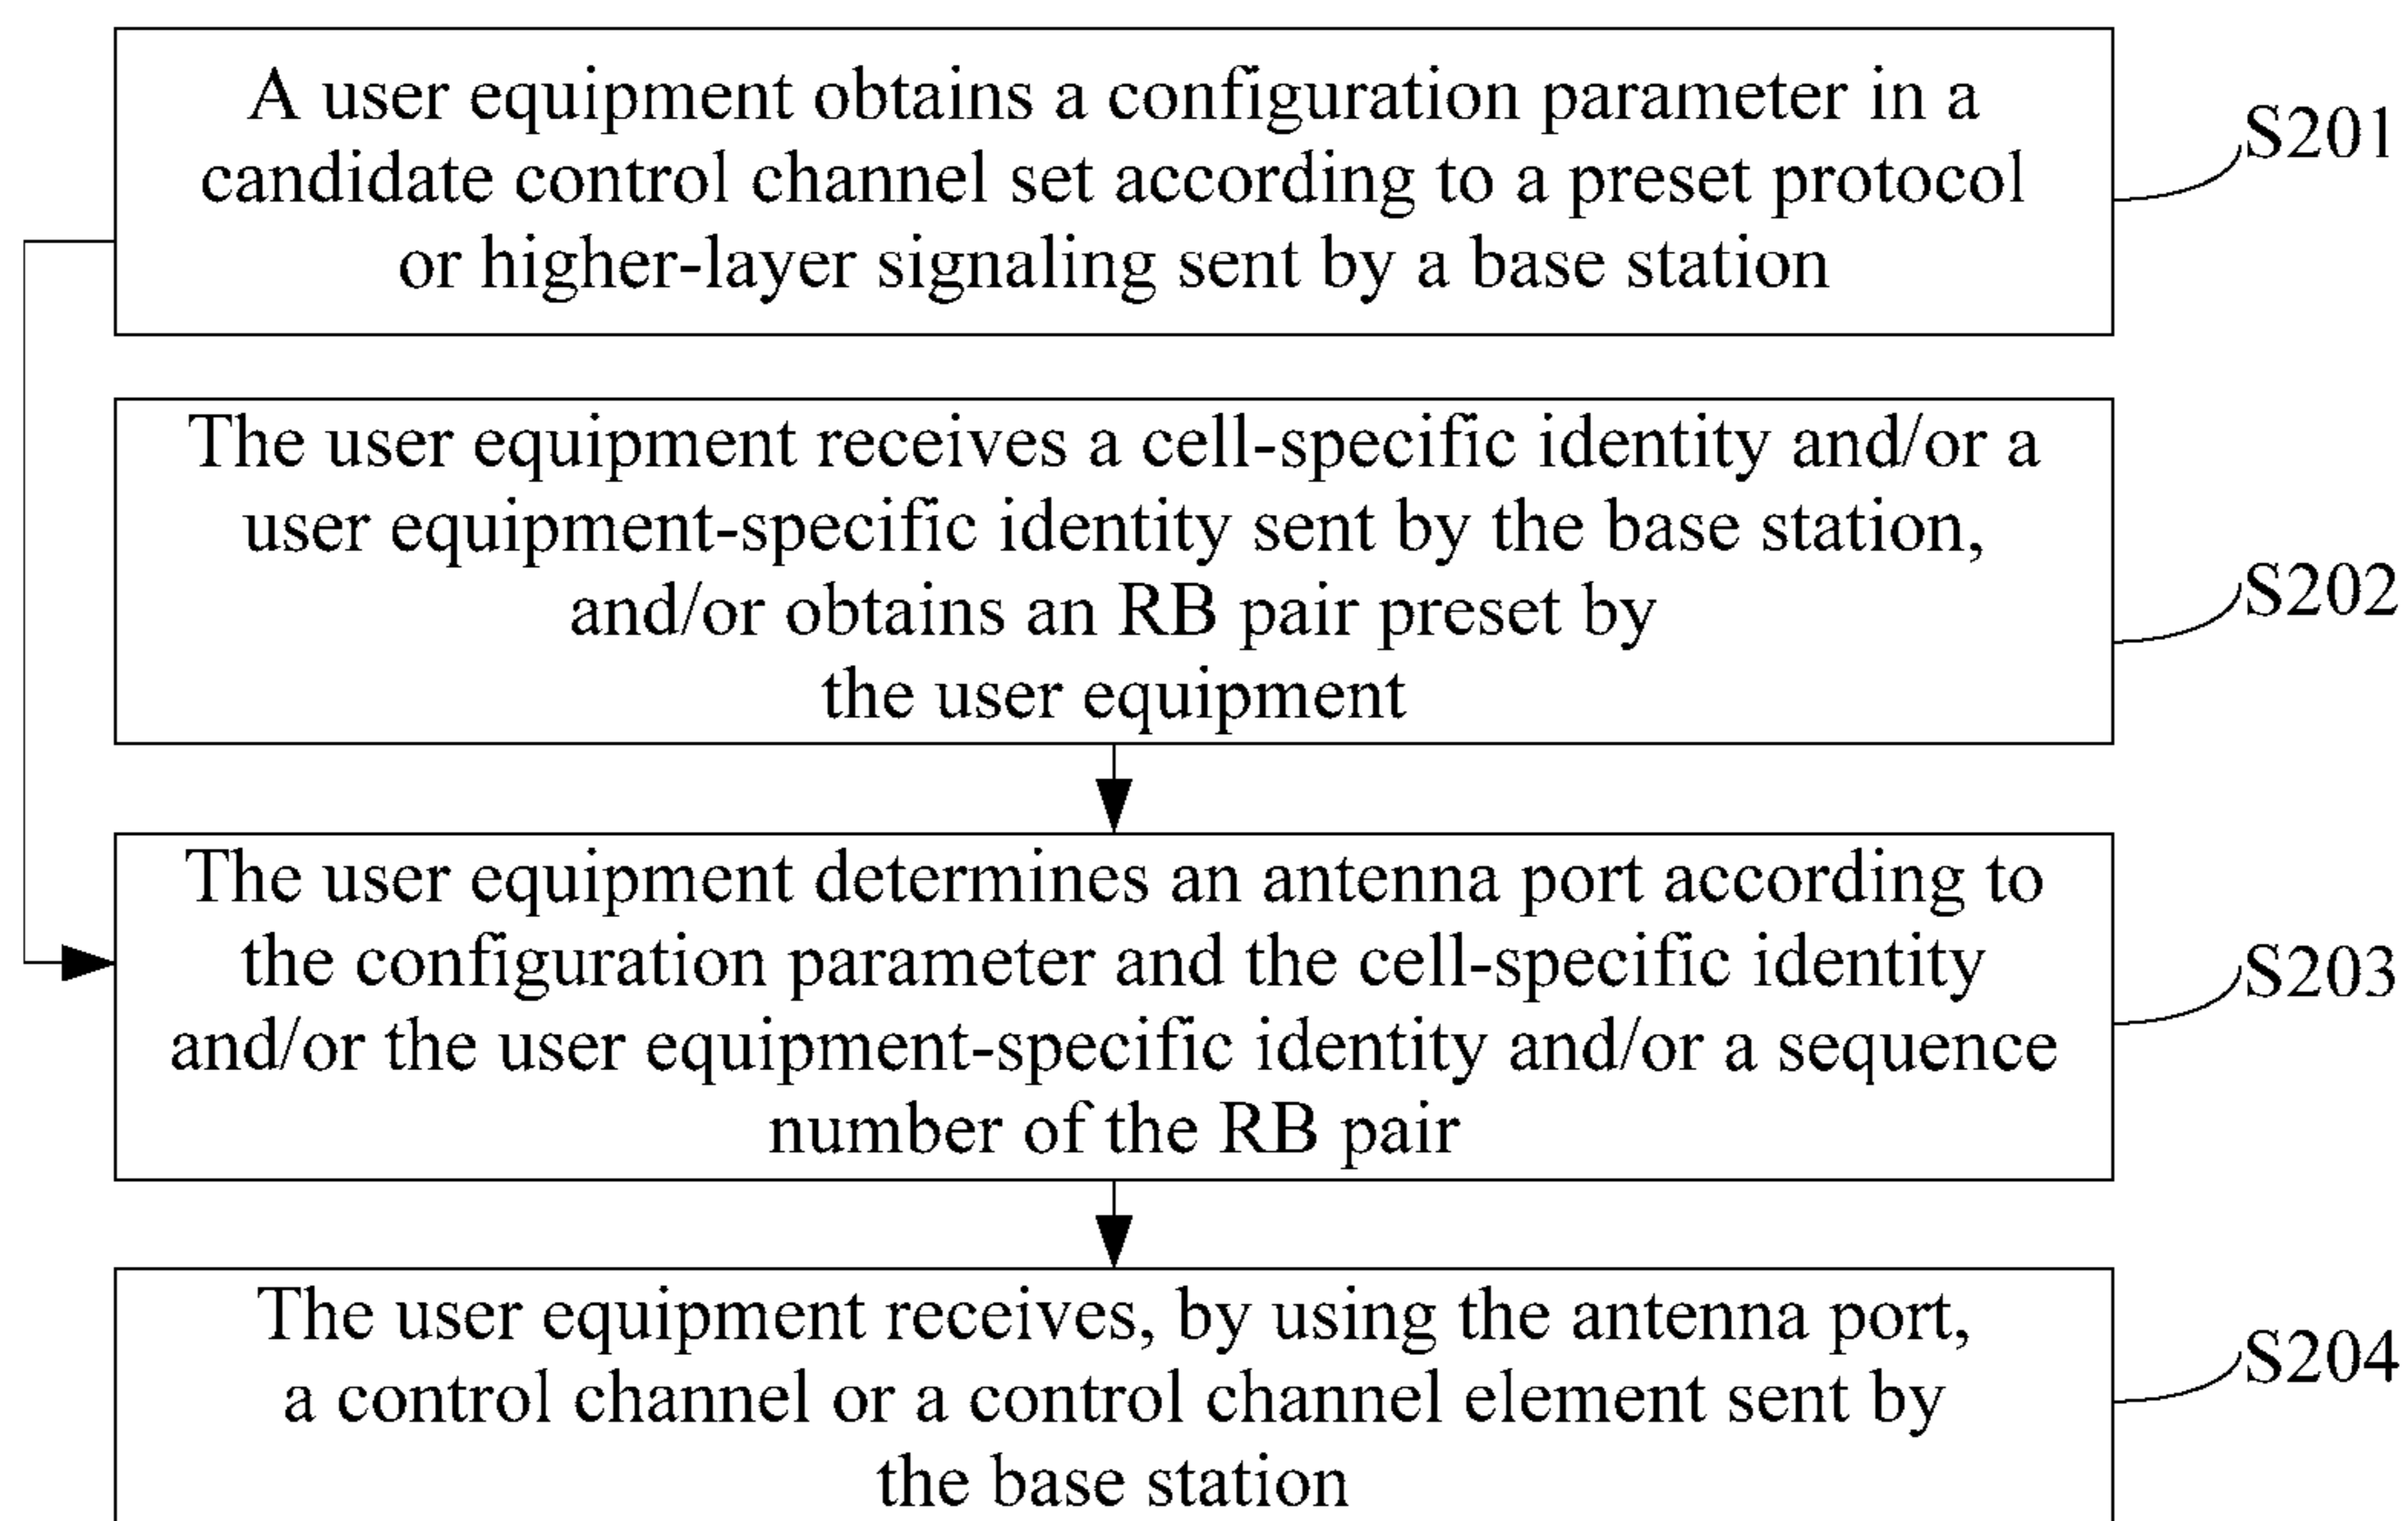 A user equipment obtains a configuration parameter in a
candidate control channel set according to a preset protocol
or higher-layer signaling sent by a base station
S201
The user equipment receives a cell-specific identity and/or a
user equipment-specific identity sent by the base station,
and/or obtains an RB pair preset by
the user equipment
S202
The user equipment determines an antenna port according to
the configuration parameter and the cell-specific identity
and/or the user equipment-specific identity and/or a sequence
number of the RB pair
S203
The user equipment receives, by using the antenna port,
a control channel or a control channel element sent by
the base station
S204